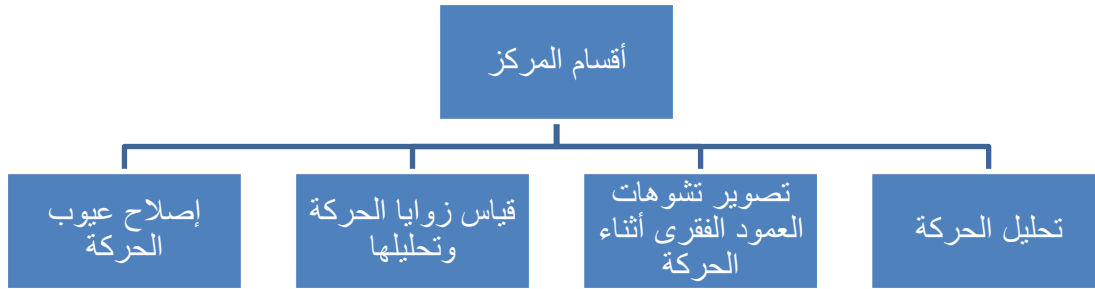 أقسام المركز
تحليل الحركة
تصوير تشوهات
العمود الفقرى أثناء
الحركة
قياس زوايا الحركة
وتحليلها
إصلاح عيوب
الحركة